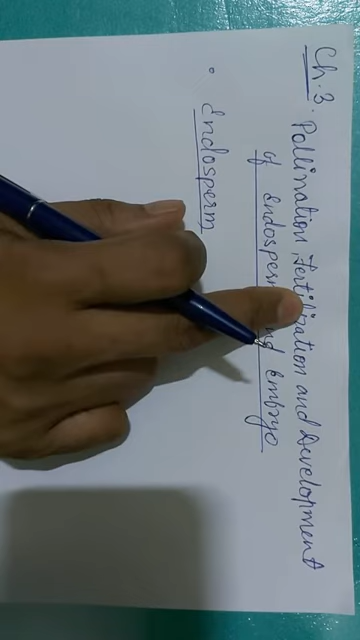 Ch.3. Pollination, Fertilization and Development
of Endosperm and Embryo
• Endosperm